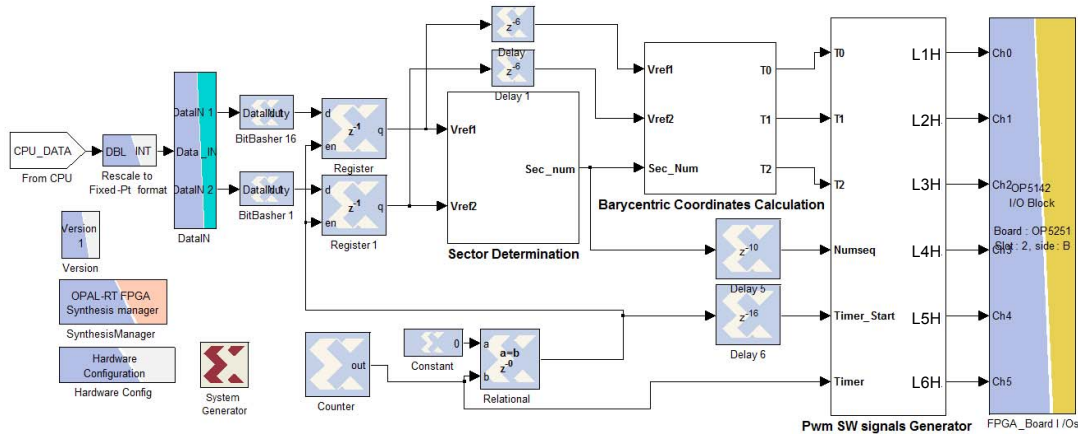 CPU_DATA
From CPU
DBL INT
Rescale to
Fixed-Pt format
DataIN 1
Data_IN
DataIN 2
DataIN
BitBasher 16
BitBasher 1
d
en
q
z-1
Register
d
en
q
z-1
Register 1
z-6
Delay
z-6
Delay 1
Vref1
Vref2
Sec_num
Sector Determination
Vref1
Vref2
Sec_Num
T0
T1
T2
Barycentric Coordinates Calculation
z-10
Delay 5
z-16
Delay 6
T0
T1
T2
Numseq
Timer_Start
Timer
L1H
L2H
L3H
L4H
L5H
L6H
Pwm SW signals Generator
Ch0
Ch1
Ch2
Ch3
Ch4
Ch5
OP5142
I/O Block
Board : OP5251
Slot : 2, side : B
FPGA_Board I /Os
Version
1
Version
OPAL-RT FPGA
Synthesis manager
SynthesisManager
Hardware
Configuration
Hardware Config
System
Generator
out
Counter
0
Constant
a
b
a=b
z-0
Relational